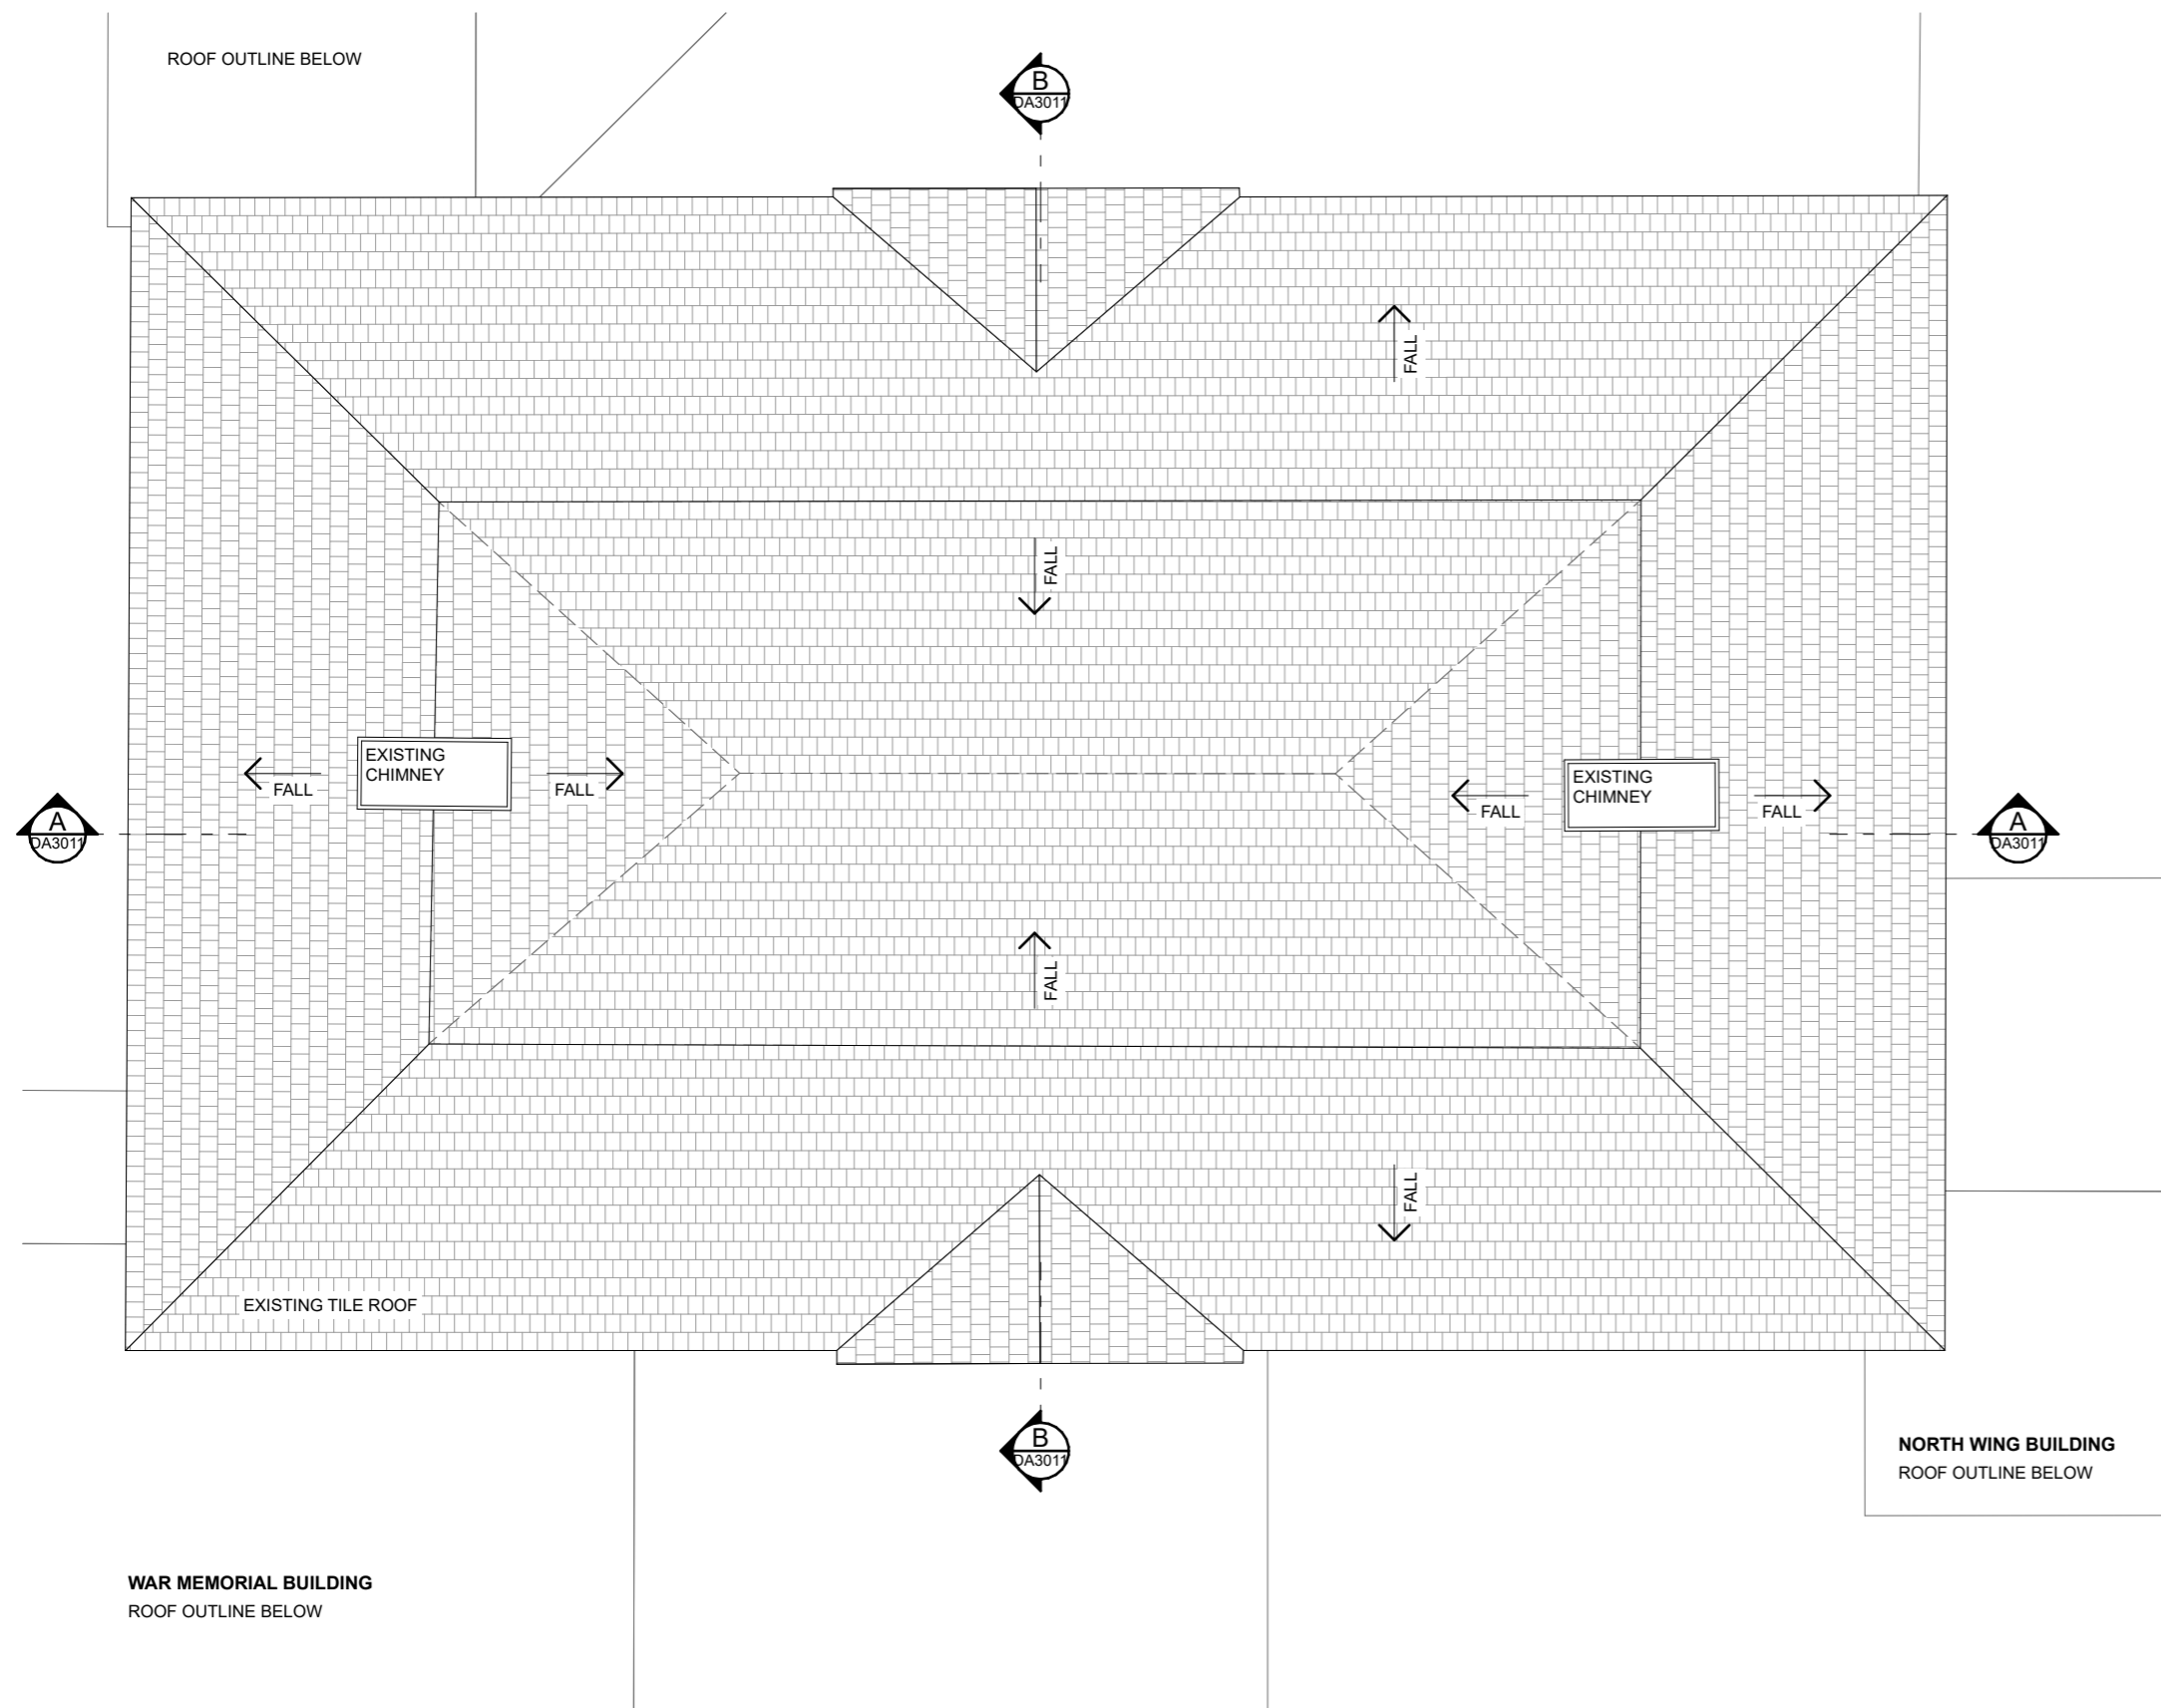 ROOF OUTLINE BELOW
B
DA3011
FALL
FALL
EXISTING
CHIMNEY
FALL
FALL
EXISTING
CHIMNEY
FALL
FALL
A
DA3011
A
DA3011
FALL
FALL
EXISTING TILE ROOF
B
DA3011
NORTH WING BUILDING
ROOF OUTLINE BELOW
WAR MEMORIAL BUILDING
ROOF OUTLINE BELOW